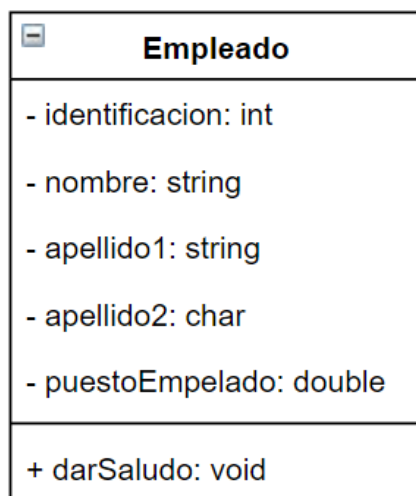 Empleado
- identificacion: int
- nombre: string
- apellido1: string
- apellido2: char
- puestoEmpelado: double
+ darSaludo: void